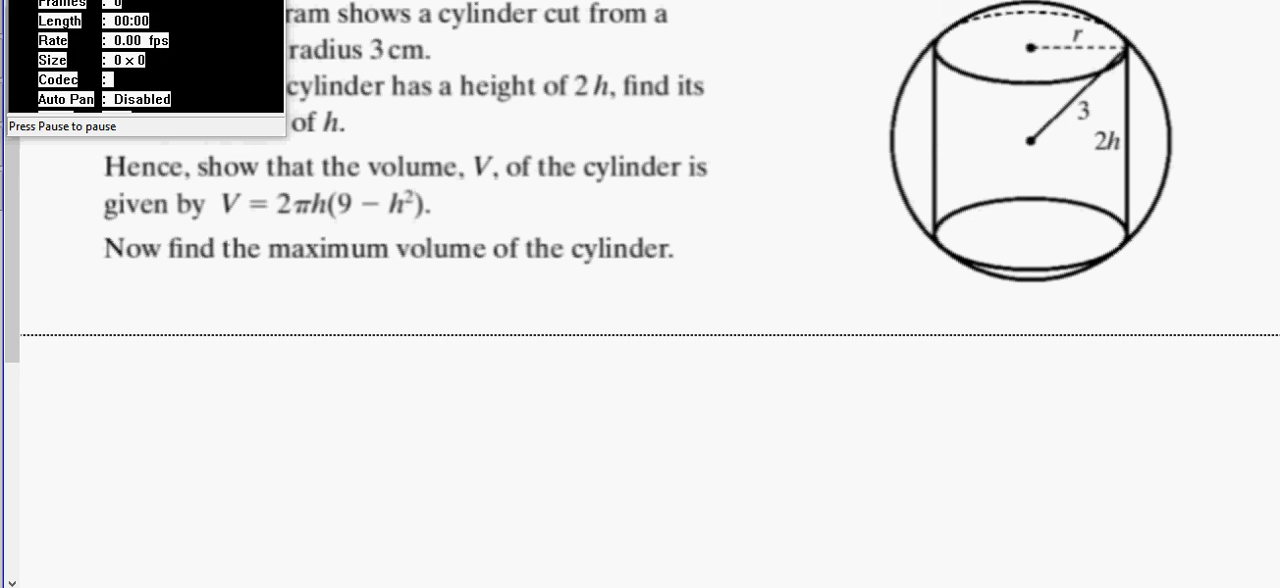 Frames : 0
Length : 00:00
Rate : 0.00 fps
Size : 0 × 0
Codec :
Auto Pan : Disabled
Press Pause to pause
ram shows a cylinder cut from a
radius 3 cm.
cylinder has a height of 2h, find its
of h.
Hence, show that the volume, V, of the cylinder is
given by V = 2πh(9 − h²).
Now find the maximum volume of the cylinder.
r
3
2h